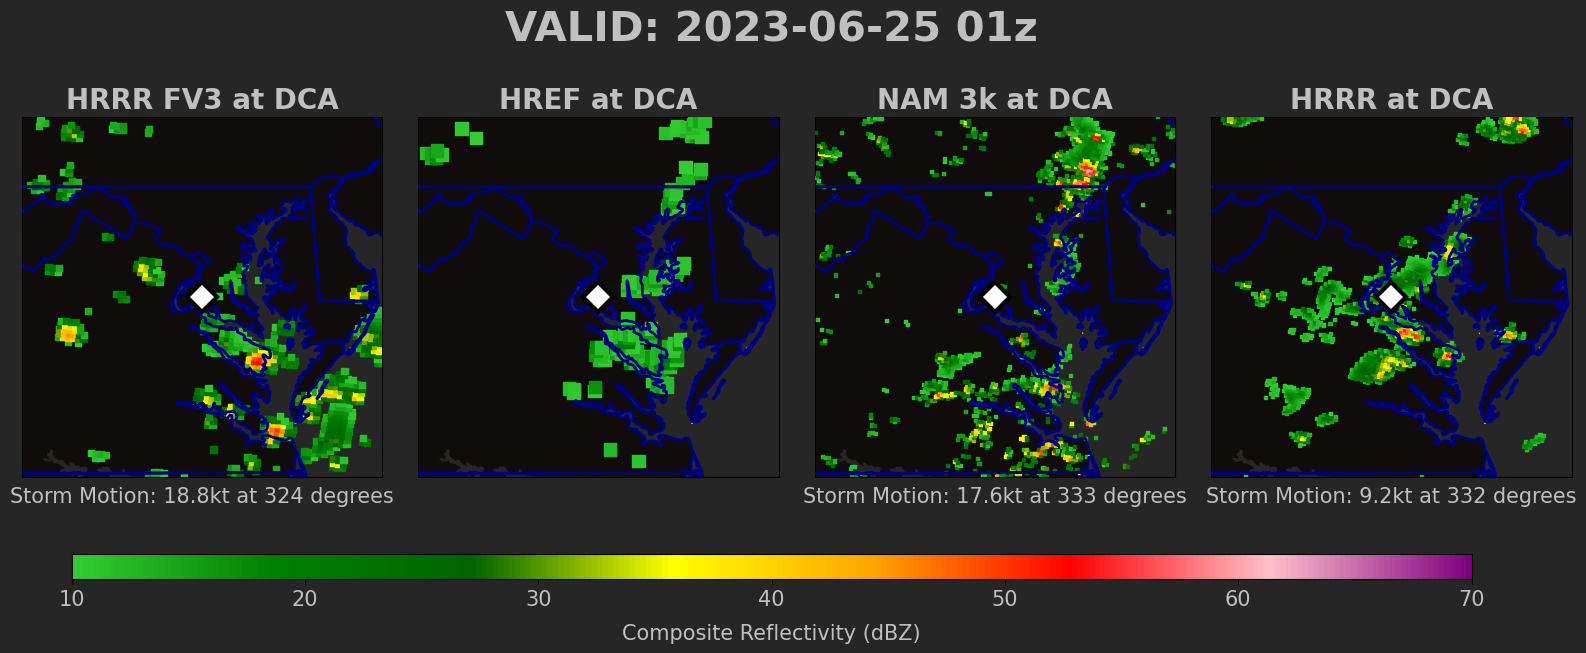 VALID: 2023-06-25 01z
HRRR FV3 at DCA
HREF at DCA
NAM 3k at DCA
HRRR at DCA
Storm Motion: 18.8kt at 324 degrees
Storm Motion: 17.6kt at 333 degrees
Storm Motion: 9.2kt at 332 degrees
10 20 30 40 50 60 70
Composite Reflectivity (dBZ)